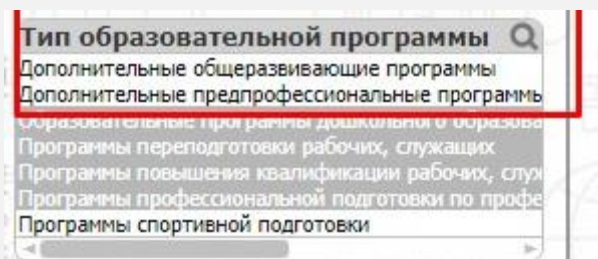 Тип образовательной программы
Дополнительные общеразвивающие программы
Дополнительные предпрофессиональные программы
Образовательные программы дошкольного образова
Программы переподготовки рабочих, служащих
Программы повышения квалификации рабочих, служ
Программы профессиональной подготовки по профе
Программы спортивной подготовки